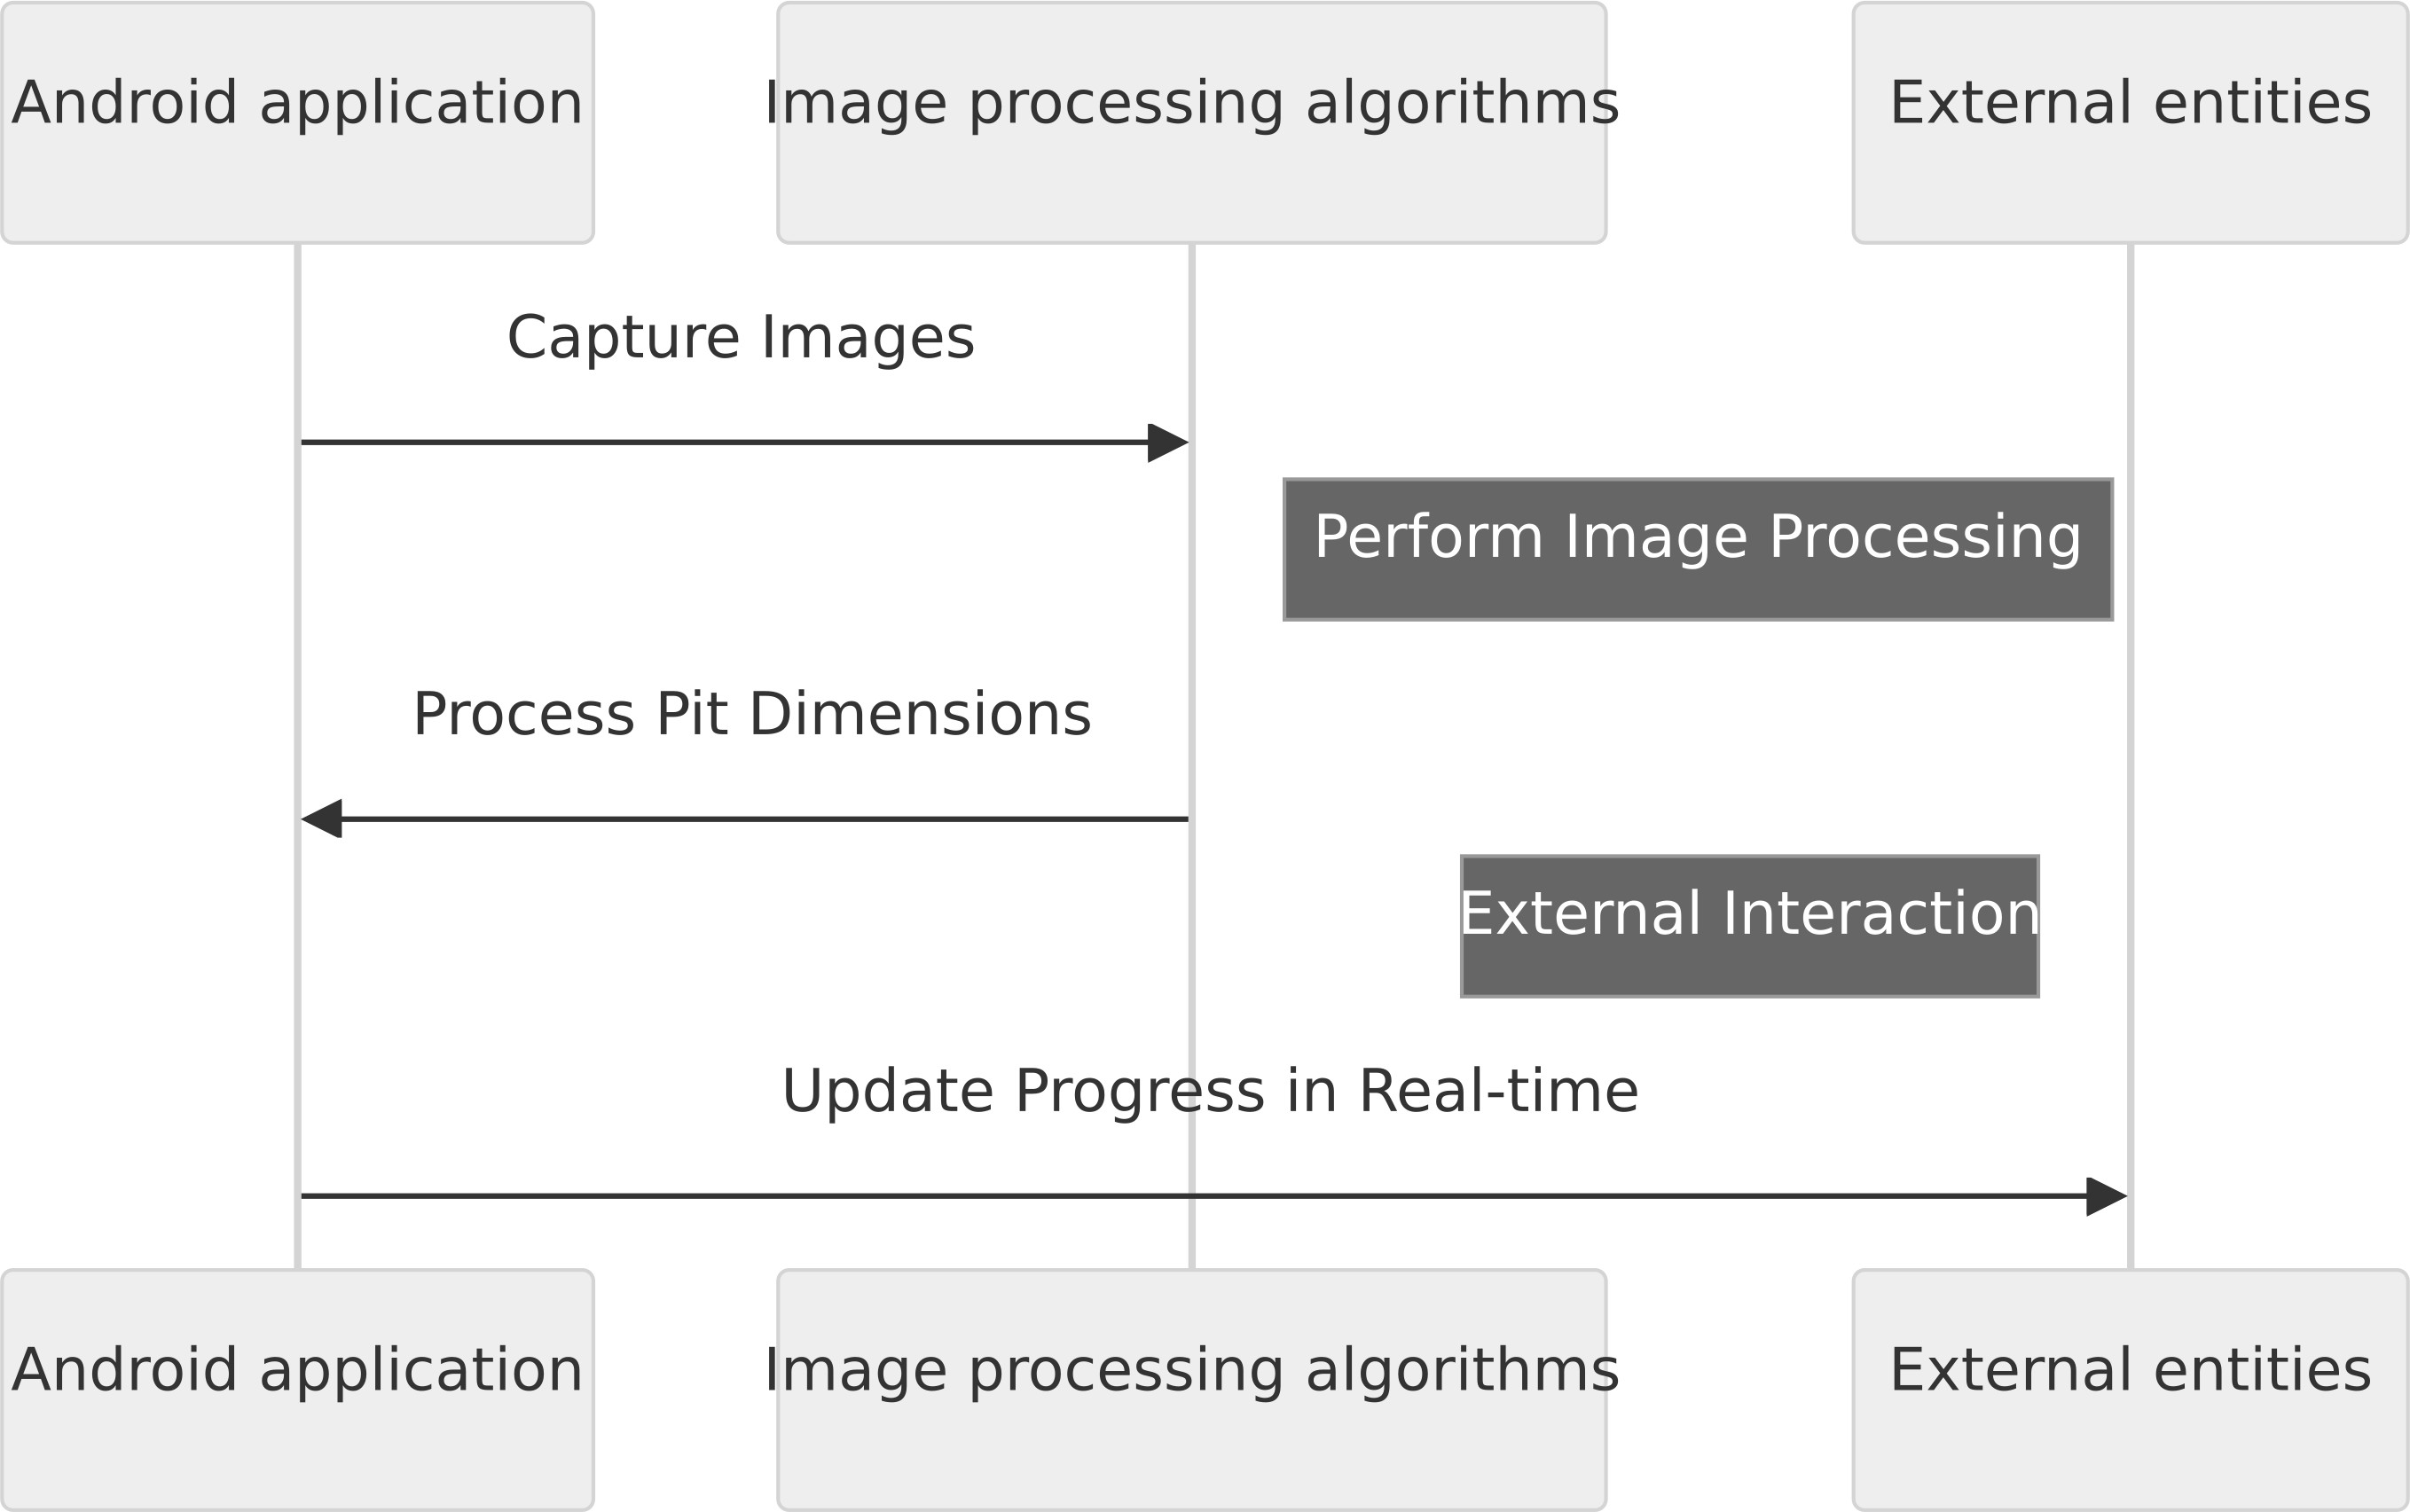 Android application
Image processing algorithms
External entities
Capture Images
Perform Image Processing
Process Pit Dimensions
External Interaction
Update Progress in Real-time
Android application
Image processing algorithms
External entities